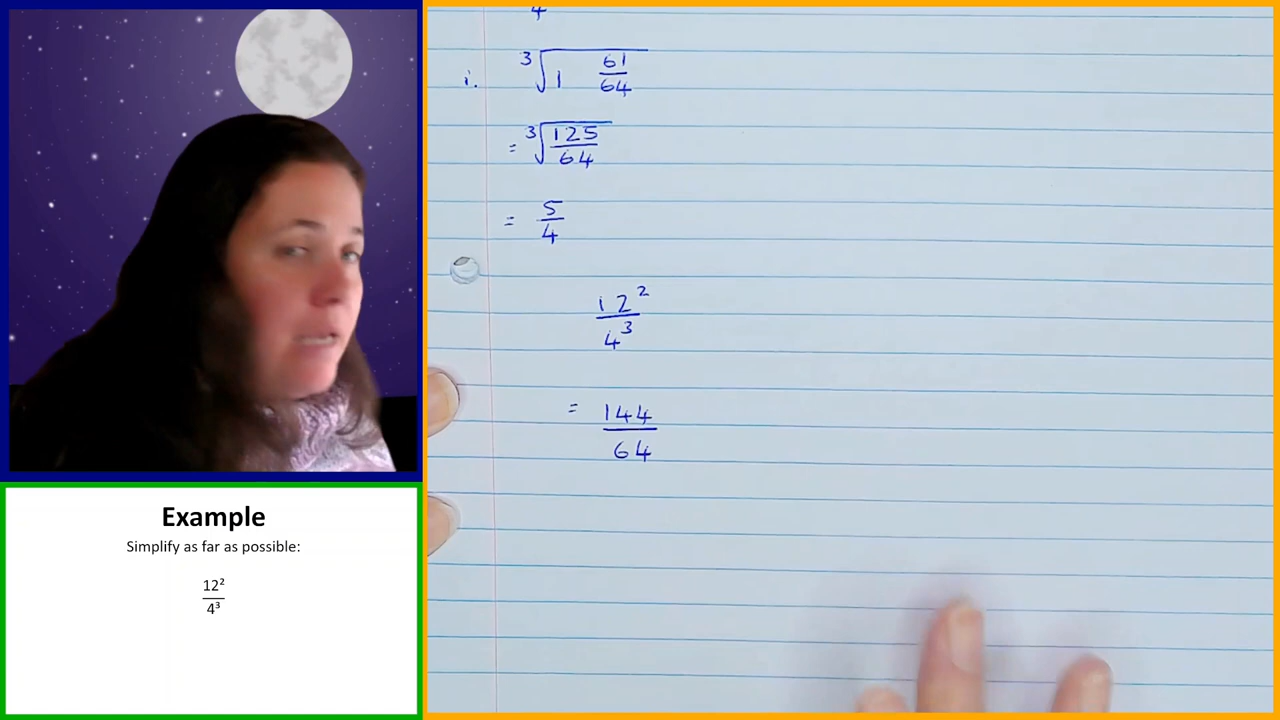 4
i. ³√1 61/64
= ³√125/64
= 5/4
12²/4³
= 144/64
Example
Simplify as far as possible:
12²
4³